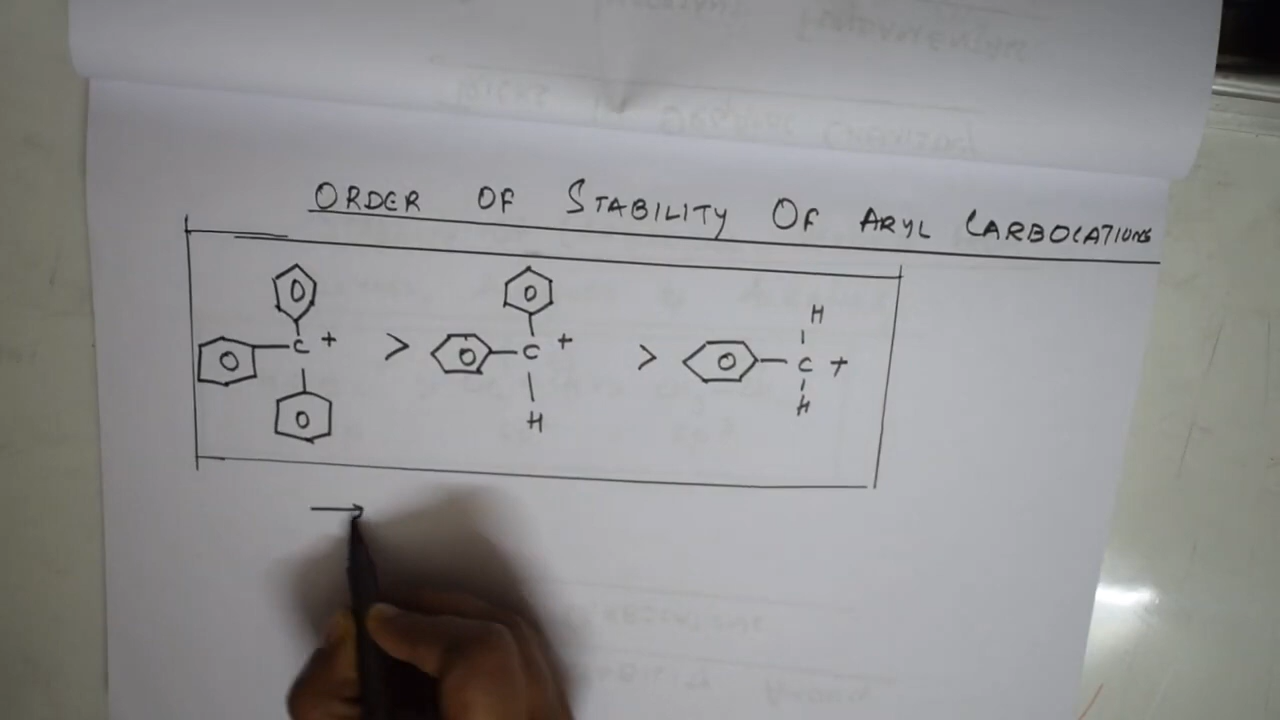 ORDER OF STABILITY OF ARYL CARBOCATIONS
H
C + > C + > C +
H H